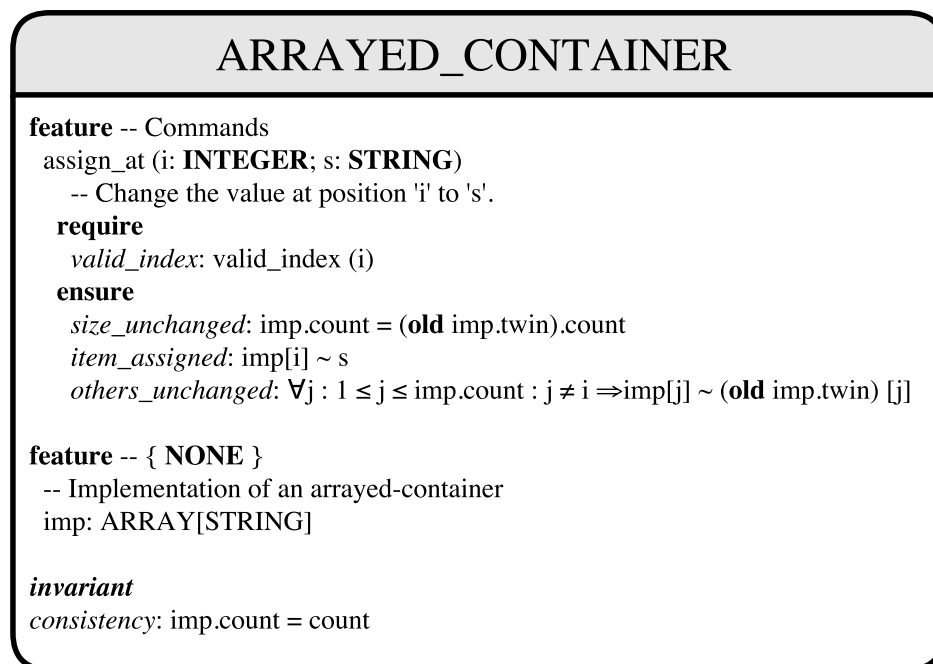 ARRAYED_CONTAINER
feature -- Commands
assign_at (i: INTEGER; s: STRING)
-- Change the value at position 'i' to 's'.
require
valid_index: valid_index (i)
ensure
size_unchanged: imp.count = (old imp.twin).count
item_assigned: imp[i] ~ s
others_unchanged: ∀j : 1 ≤ j ≤ imp.count : j ≠ i ⇒imp[j] ~ (old imp.twin) [j]
feature -- { NONE }
-- Implementation of an arrayed-container
imp: ARRAY[STRING]
invariant
consistency: imp.count = count